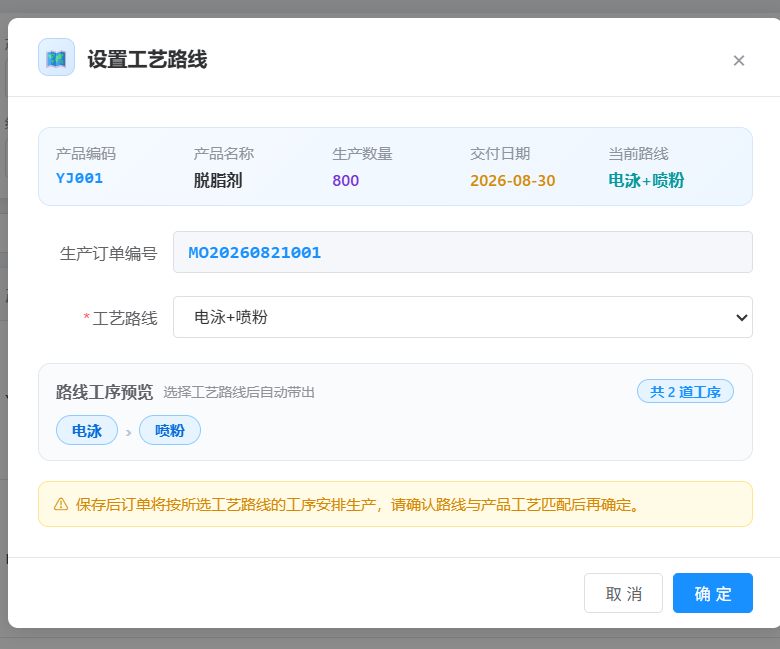 设置工艺路线
×
产品编码 产品名称 生产数量 交付日期 当前路线
YJ001 脱脂剂 800 2026-08-30 电泳+喷粉
生产订单编号 MO20260821001
*工艺路线 电泳+喷粉
路线工序预览 选择工艺路线后自动带出 共 2 道工序
电泳 › 喷粉
⚠ 保存后订单将按所选工艺路线的工序安排生产，请确认路线与产品工艺匹配后再确定。
取 消 确 定